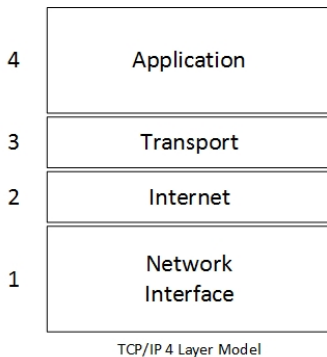 4 Application
3 Transport
2 Internet
1 Network
Interface
TCP/IP 4 Layer Model